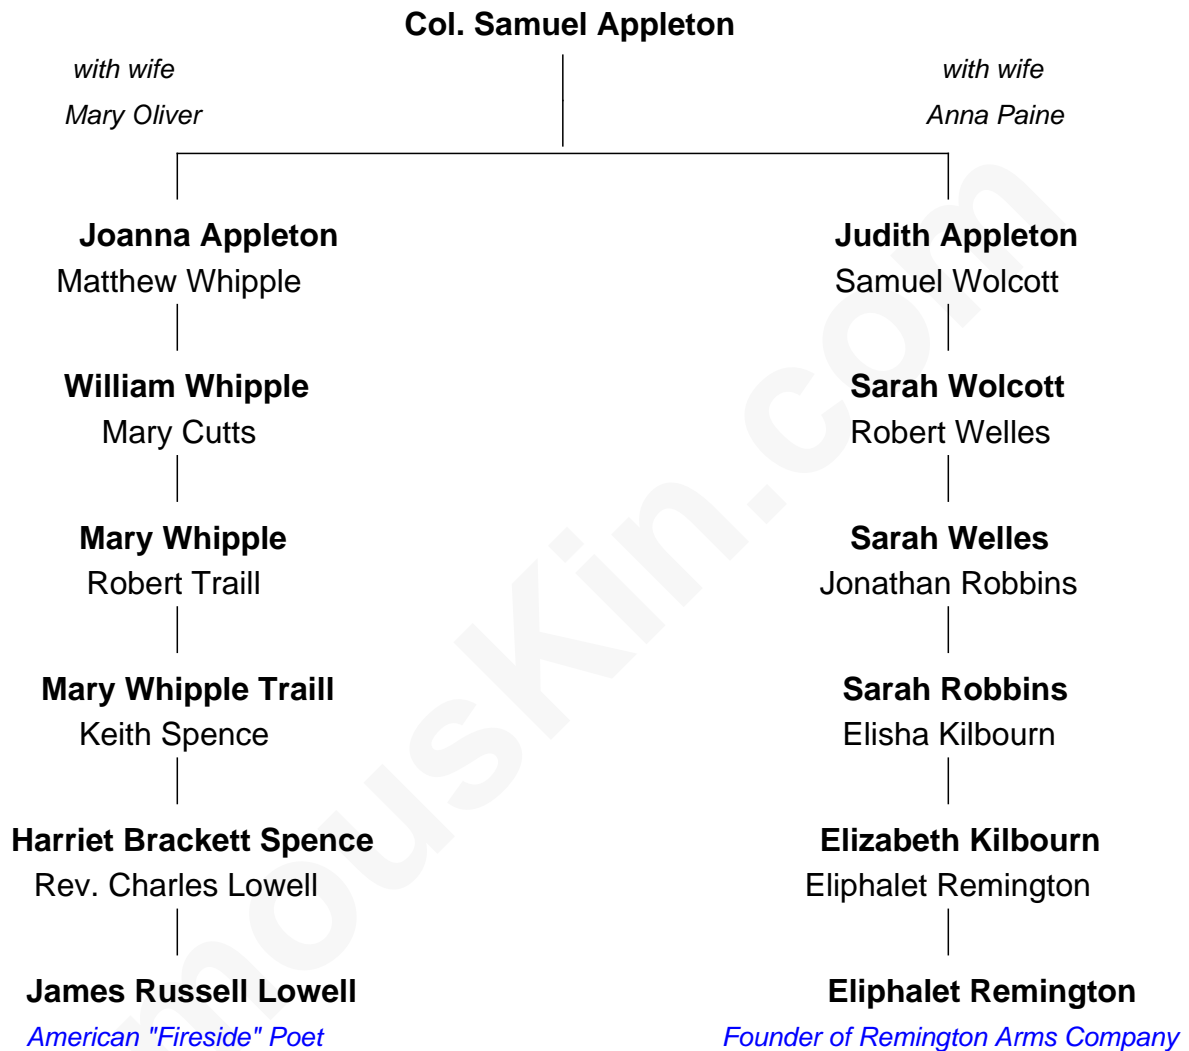 Col. Samuel Appleton
with wife
Mary Oliver
with wife
Anna Paine
Joanna Appleton
Matthew Whipple
Judith Appleton
Samuel Wolcott
William Whipple
Mary Cutts
Sarah Wolcott
Robert Welles
Mary Whipple
Robert Traill
Sarah Welles
Jonathan Robbins
Mary Whipple Traill
Keith Spence
Sarah Robbins
Elisha Kilbourn
Harriet Brackett Spence
Rev. Charles Lowell
Elizabeth Kilbourn
Eliphalet Remington
James Russell Lowell
American "Fireside" Poet
Eliphalet Remington
Founder of Remington Arms Company
mousKin.com